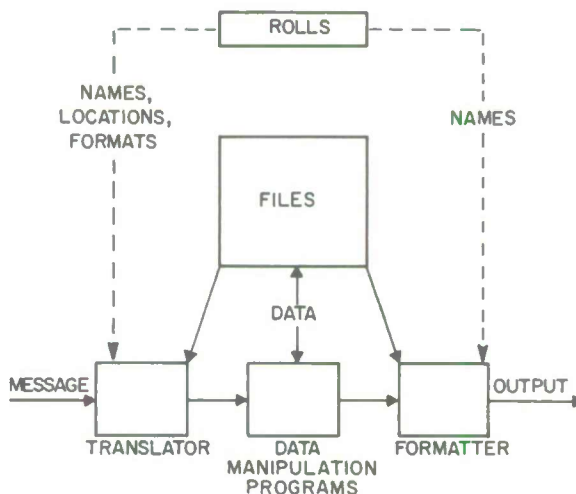 ROLLS
NAMES,
LOCATIONS,
FORMATS
NAMES
FILES
DATA
MESSAGE
OUTPUT
TRANSLATOR
DATA
MANIPULATION
PROGRAMS
FORMATTER